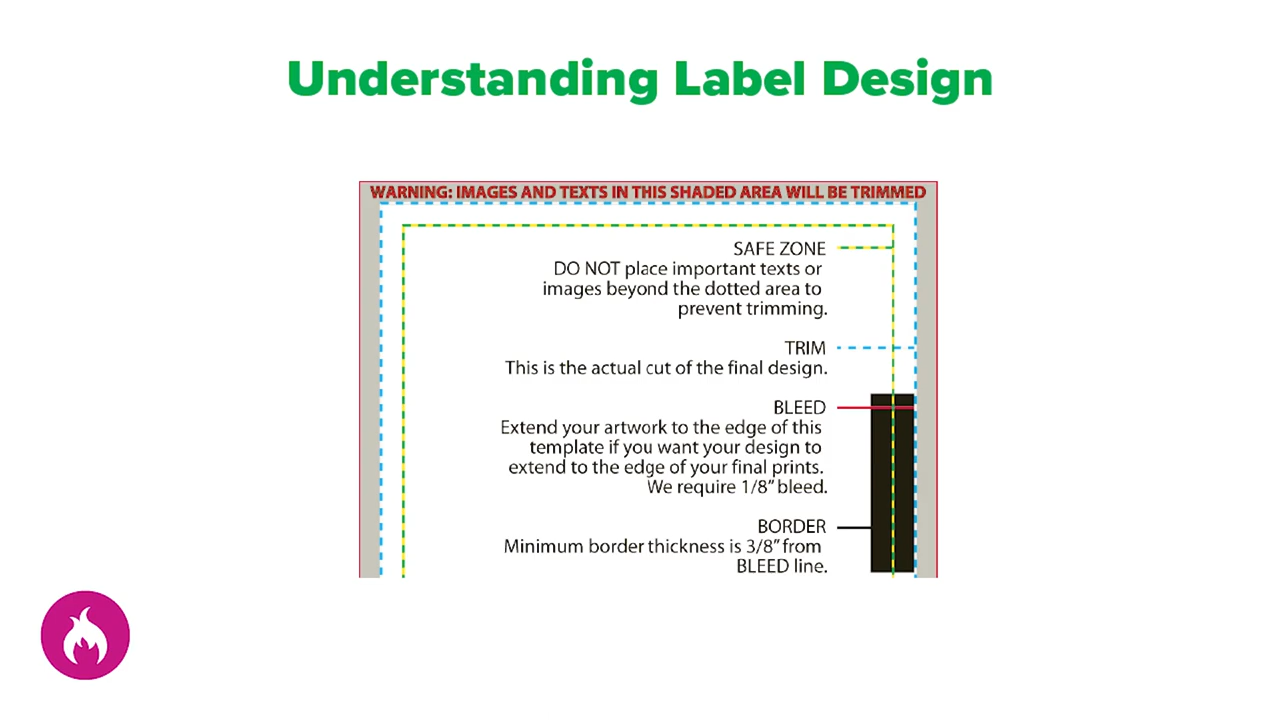 Understanding Label Design
WARNING: IMAGES AND TEXTS IN THIS SHADED AREA WILL BE TRIMMED
SAFE ZONE
DO NOT place important texts or
images beyond the dotted area to
prevent trimming.
TRIM
This is the actual cut of the final design.
BLEED
Extend your artwork to the edge of this
template if you want your design to
extend to the edge of your final prints.
We require 1/8" bleed.
BORDER
Minimum border thickness is 3/8" from
BLEED line.